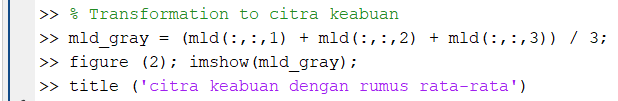 >> % Transformation to citra keabuan
>> mld_gray = (mld(:,:,1) + mld(:,:,2) + mld(:,:,3)) / 3;
>> figure (2); imshow(mld_gray);
>> title ('citra keabuan dengan rumus rata-rata')